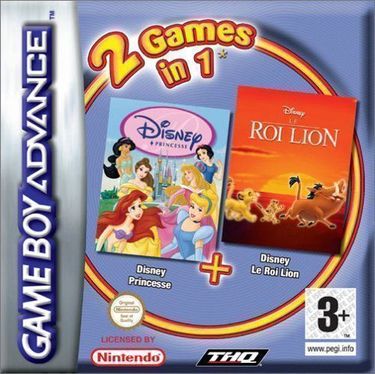 GAME BOY ADVANCE
TM
2 Games
in 1*
Disney
PRINCESSE
Disney
LE
ROI LION
Disney
Princesse
+
Disney
Le Roi Lion
Original
Nintendo
Seal of
Quality
LICENSED BY
Nintendo
THQ
3+
www.pegi.info